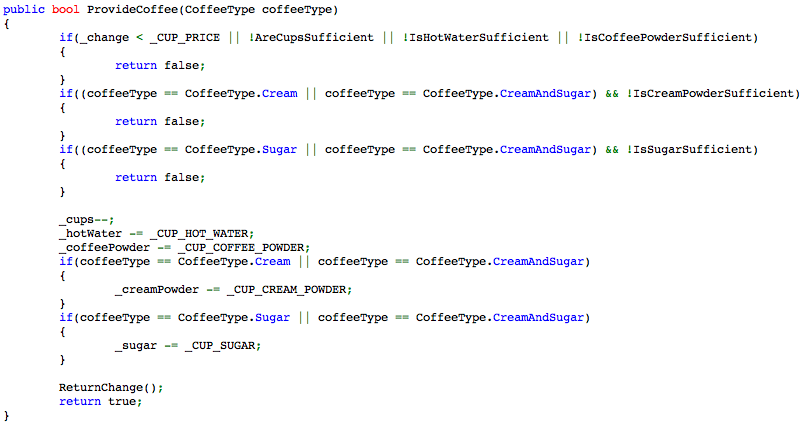 public bool ProvideCoffee(CoffeeType coffeeType)
{
if(_change < _CUP_PRICE || !AreCupsSufficient || !IsHotWaterSufficient || !IsCoffeePowderSufficient)
{
return false;
}
if((coffeeType == CoffeeType.Cream || coffeeType == CoffeeType.CreamAndSugar) && !IsCreamPowderSufficient)
{
return false;
}
if((coffeeType == CoffeeType.Sugar || coffeeType == CoffeeType.CreamAndSugar) && !IsSugarSufficient)
{
return false;
}
_cups--;
_hotWater -= _CUP_HOT_WATER;
_coffeePowder -= _CUP_COFFEE_POWDER;
if(coffeeType == CoffeeType.Cream || coffeeType == CoffeeType.CreamAndSugar)
{
_creamPowder -= _CUP_CREAM_POWDER;
}
if(coffeeType == CoffeeType.Sugar || coffeeType == CoffeeType.CreamAndSugar)
{
_sugar -= _CUP_SUGAR;
}
ReturnChange();
return true;
}